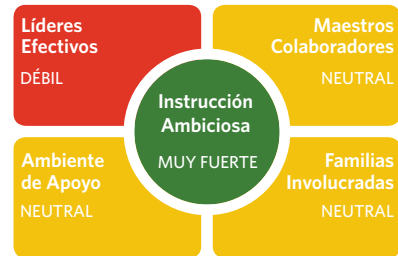 Líderes
Efectivos
DÉBIL
Maestros
Colaboradores
NEUTRAL
Instrucción
Ambiciosa
MUY FUERTE
Ambiente
de Apoyo
NEUTRAL
Familias
Involucradas
NEUTRAL